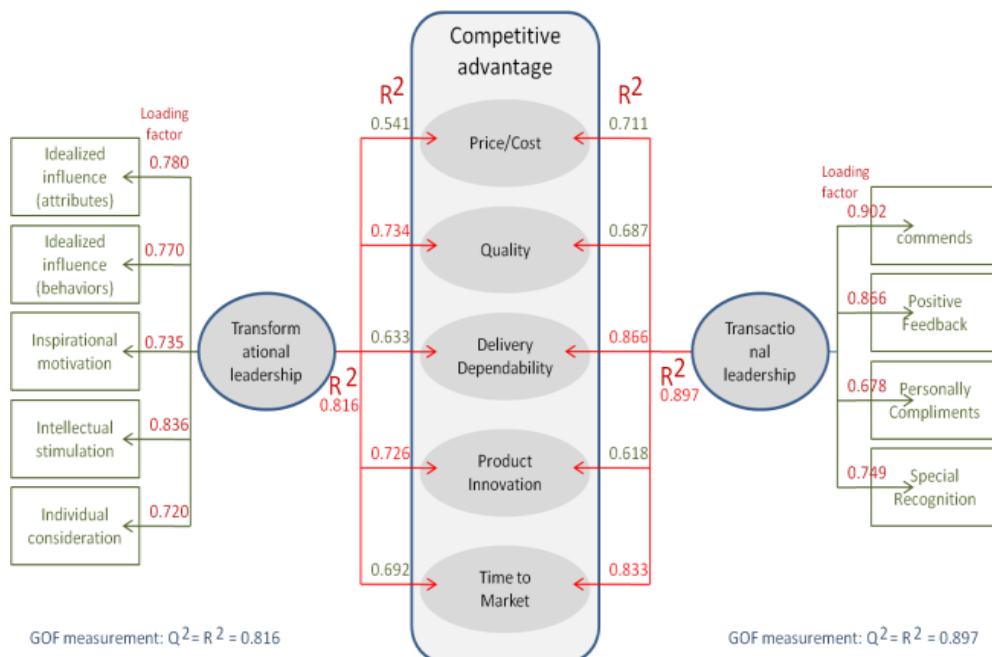 Competitive
advantage
R2
R2
Loading
factor
Idealized
influence
(attributes)
0.780
0.541
Price/Cost
0.711
Loading
factor
0.902
commends
Idealized
influence
(behaviors)
0.770
0.734
Quality
0.687
0.866
Positive
Feedback
Inspirational
motivation
0.735
Transform
ational
leadership
R2
0.816
0.633
Delivery
Dependability
0.866
R2
0.897
Transactio
nal
leadership
0.678
Personally
Compliments
Intellectual
stimulation
0.836
0.726
Product
Innovation
0.618
0.749
Special
Recognition
Individual
consideration
0.720
0.692
Time to
Market
0.833
GOF measurement: Q2= R2 = 0.816
GOF measurement: Q2= R2 = 0.897